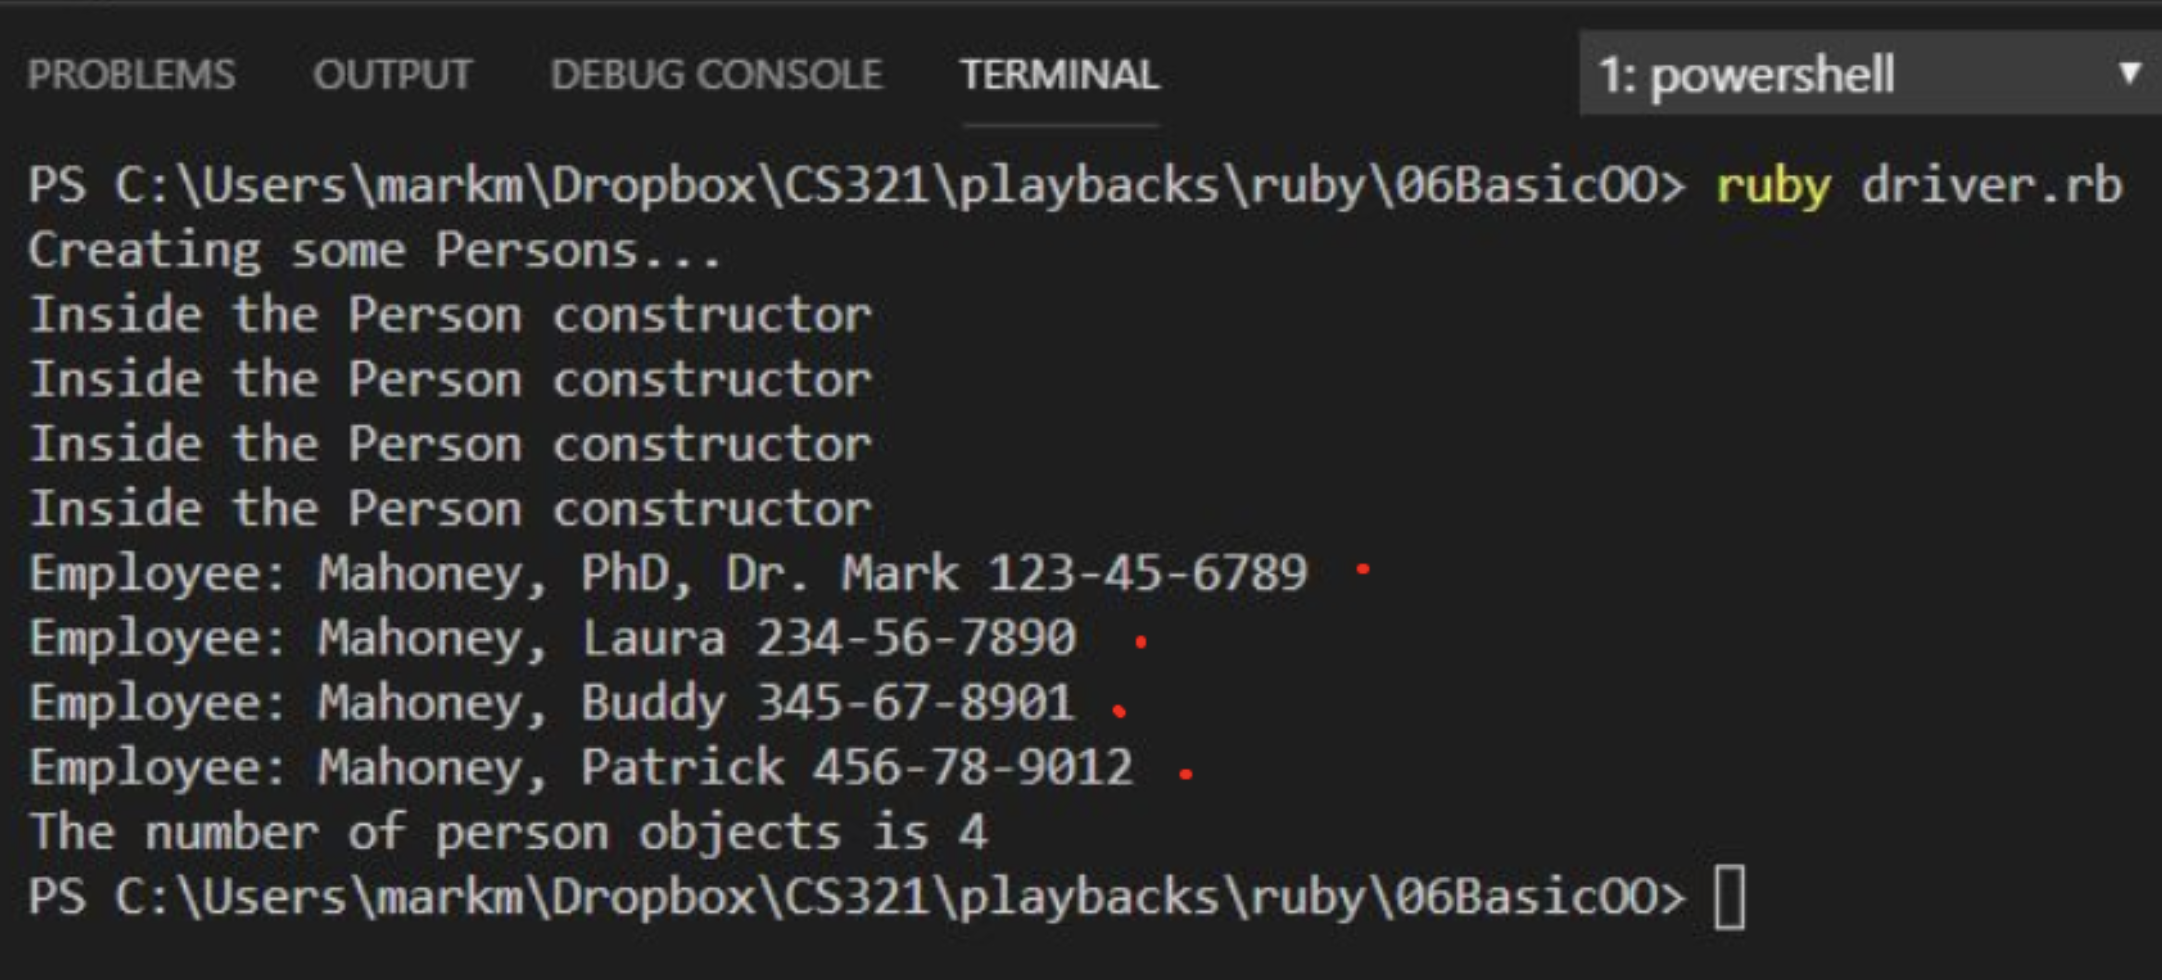 PROBLEMS OUTPUT DEBUG CONSOLE TERMINAL 1: powershell
PS C:\Users\markm\Dropbox\CS321\playbacks\ruby\06BasicOO> ruby driver.rb
Creating some Persons...
Inside the Person constructor
Inside the Person constructor
Inside the Person constructor
Inside the Person constructor
Employee: Mahoney, PhD, Dr. Mark 123-45-6789
Employee: Mahoney, Laura 234-56-7890
Employee: Mahoney, Buddy 345-67-8901
Employee: Mahoney, Patrick 456-78-9012
The number of person objects is 4
PS C:\Users\markm\Dropbox\CS321\playbacks\ruby\06BasicOO>